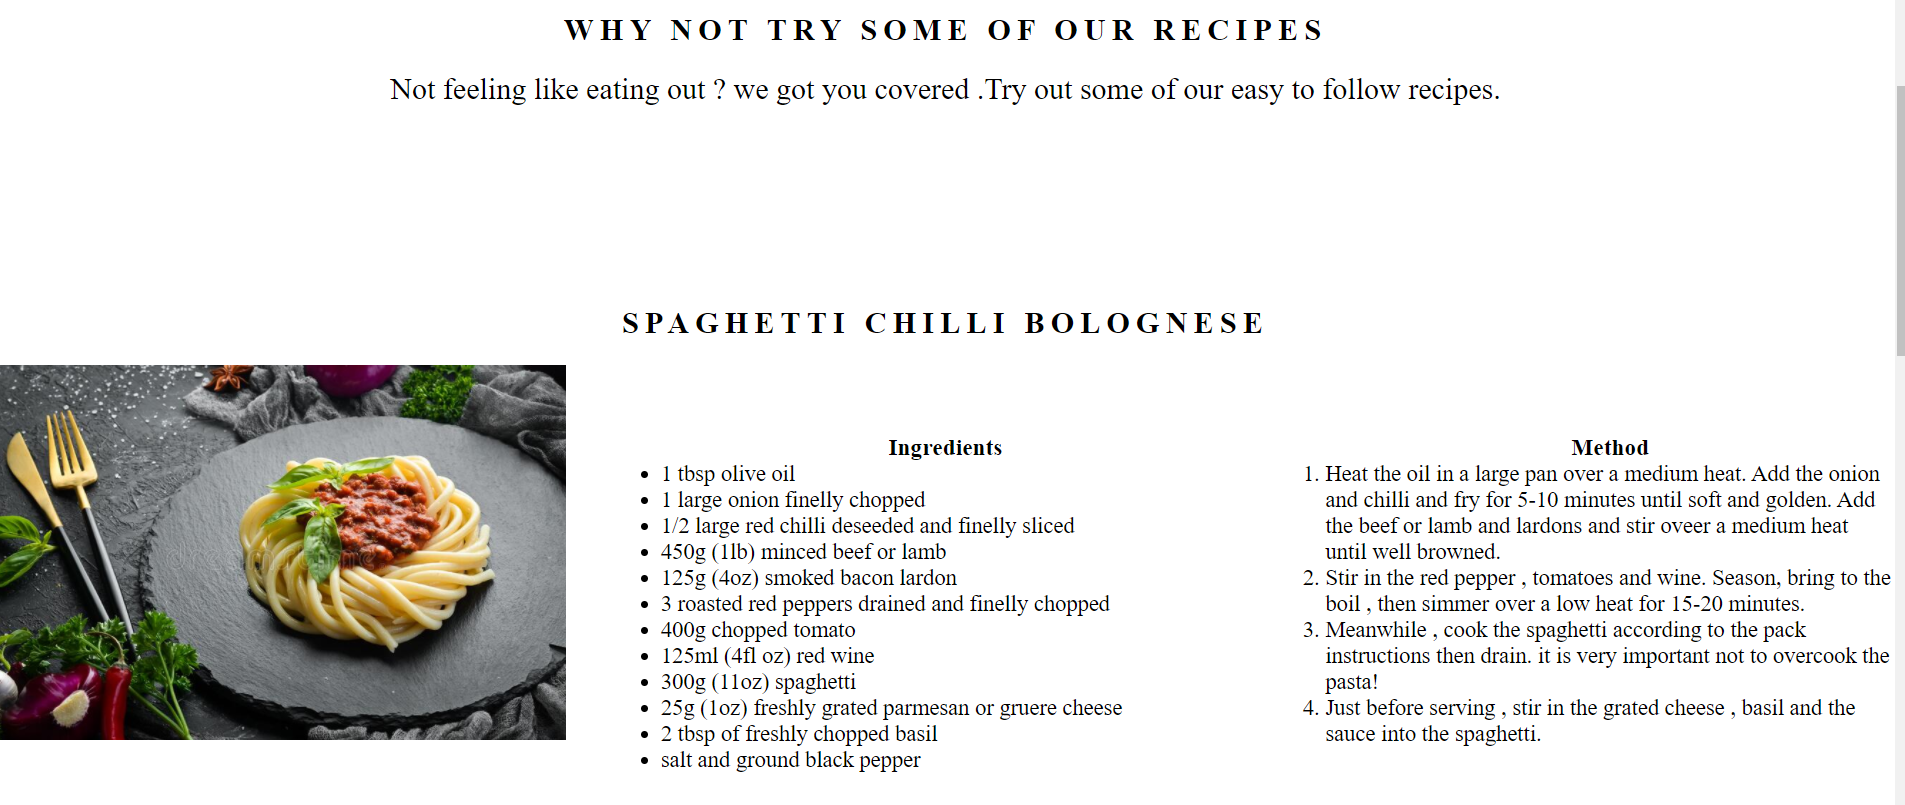 WHY NOT TRY SOME OF OUR RECIPES
Not feeling like eating out ? we got you covered .Try out some of our easy to follow recipes.
SPAGHETTI CHILLI BOLOGNESE
Ingredients
• 1 tbsp olive oil
• 1 large onion finelly chopped
• 1/2 large red chilli deseeded and finelly sliced
• 450g (1lb) minced beef or lamb
• 125g (4oz) smoked bacon lardon
• 3 roasted red peppers drained and finelly chopped
• 400g chopped tomato
• 125ml (4fl oz) red wine
• 300g (11oz) spaghetti
• 25g (1oz) freshly grated parmesan or gruere cheese
• 2 tbsp of freshly chopped basil
• salt and ground black pepper
Method
1. Heat the oil in a large pan over a medium heat. Add the onion
and chilli and fry for 5-10 minutes until soft and golden. Add
the beef or lamb and lardons and stir oveer a medium heat
until well browned.
2. Stir in the red pepper , tomatoes and wine. Season, bring to the
boil , then simmer over a low heat for 15-20 minutes.
3. Meanwhile , cook the spaghetti according to the pack
instructions then drain. it is very important not to overcook the
pasta!
4. Just before serving , stir in the grated cheese , basil and the
sauce into the spaghetti.